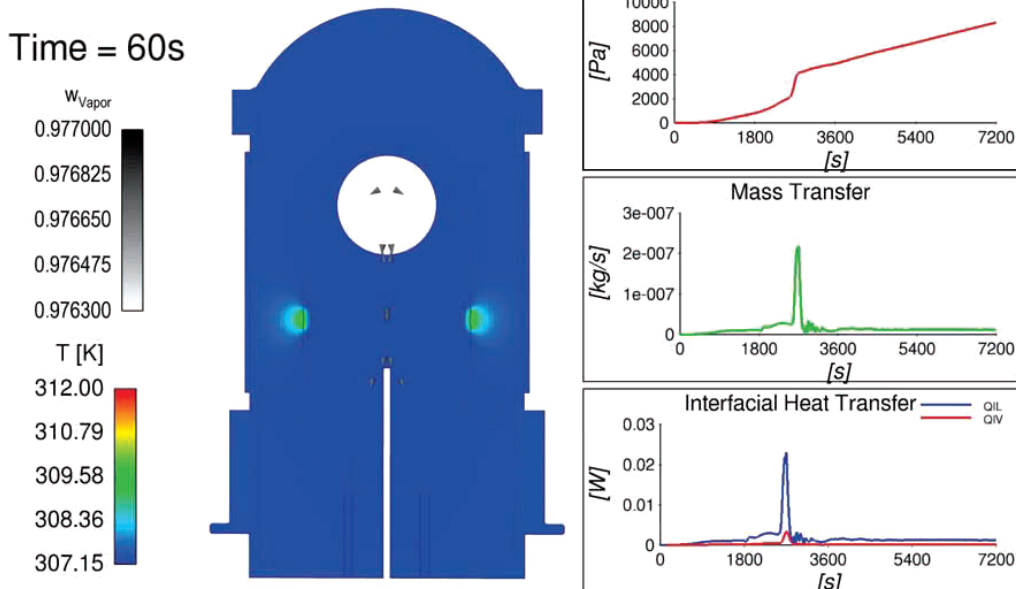 Time = 60s
w Vapor
0.977000
0.976825
0.976650
0.976475
0.976300
T [K]
312.00
310.79
309.58
308.36
307.15
10000
8000
6000
4000
2000
0
[Pa]
0 1800 3600 5400 7200
[s]
Mass Transfer
3e-007
2e-007
1e-007
0
[kg/s]
0 1800 3600 5400 7200
[s]
Interfacial Heat Transfer
QIL
QIV
0.03
0.02
0.01
0
[W]
0 1800 3600 5400 7200
[s]